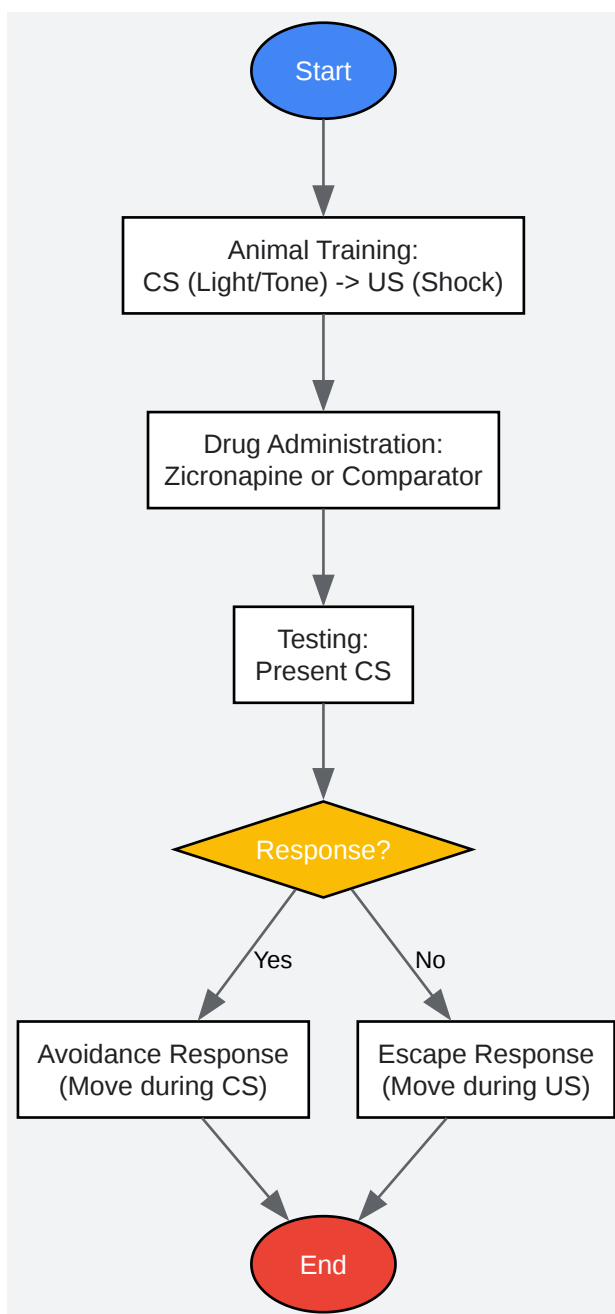 Start
Animal Training:
CS (Light/Tone) -> US (Shock)
Drug Administration:
Zicronapine or Comparator
Testing:
Present CS
Response?
Yes
No
Avoidance Response
(Move during CS)
Escape Response
(Move during US)
End